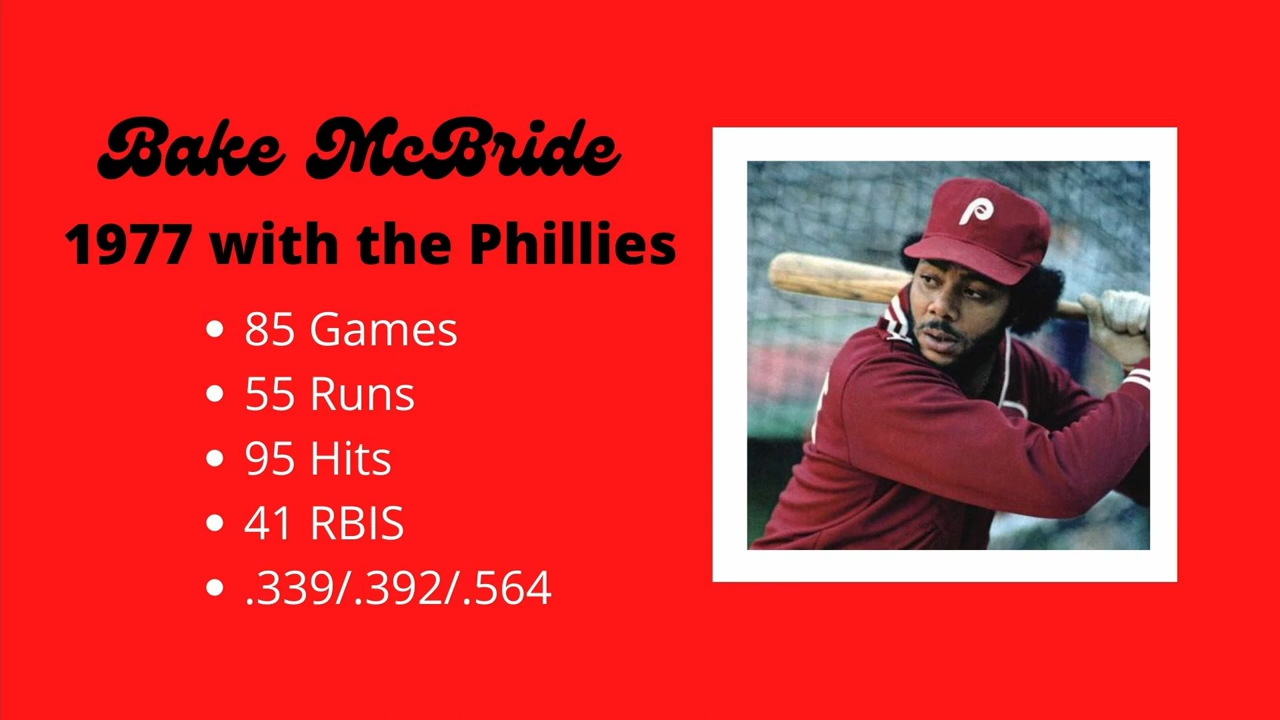 Bake McBride
1977 with the Phillies
85 Games
55 Runs
95 Hits
41 RBIS
.339/.392/.564
P